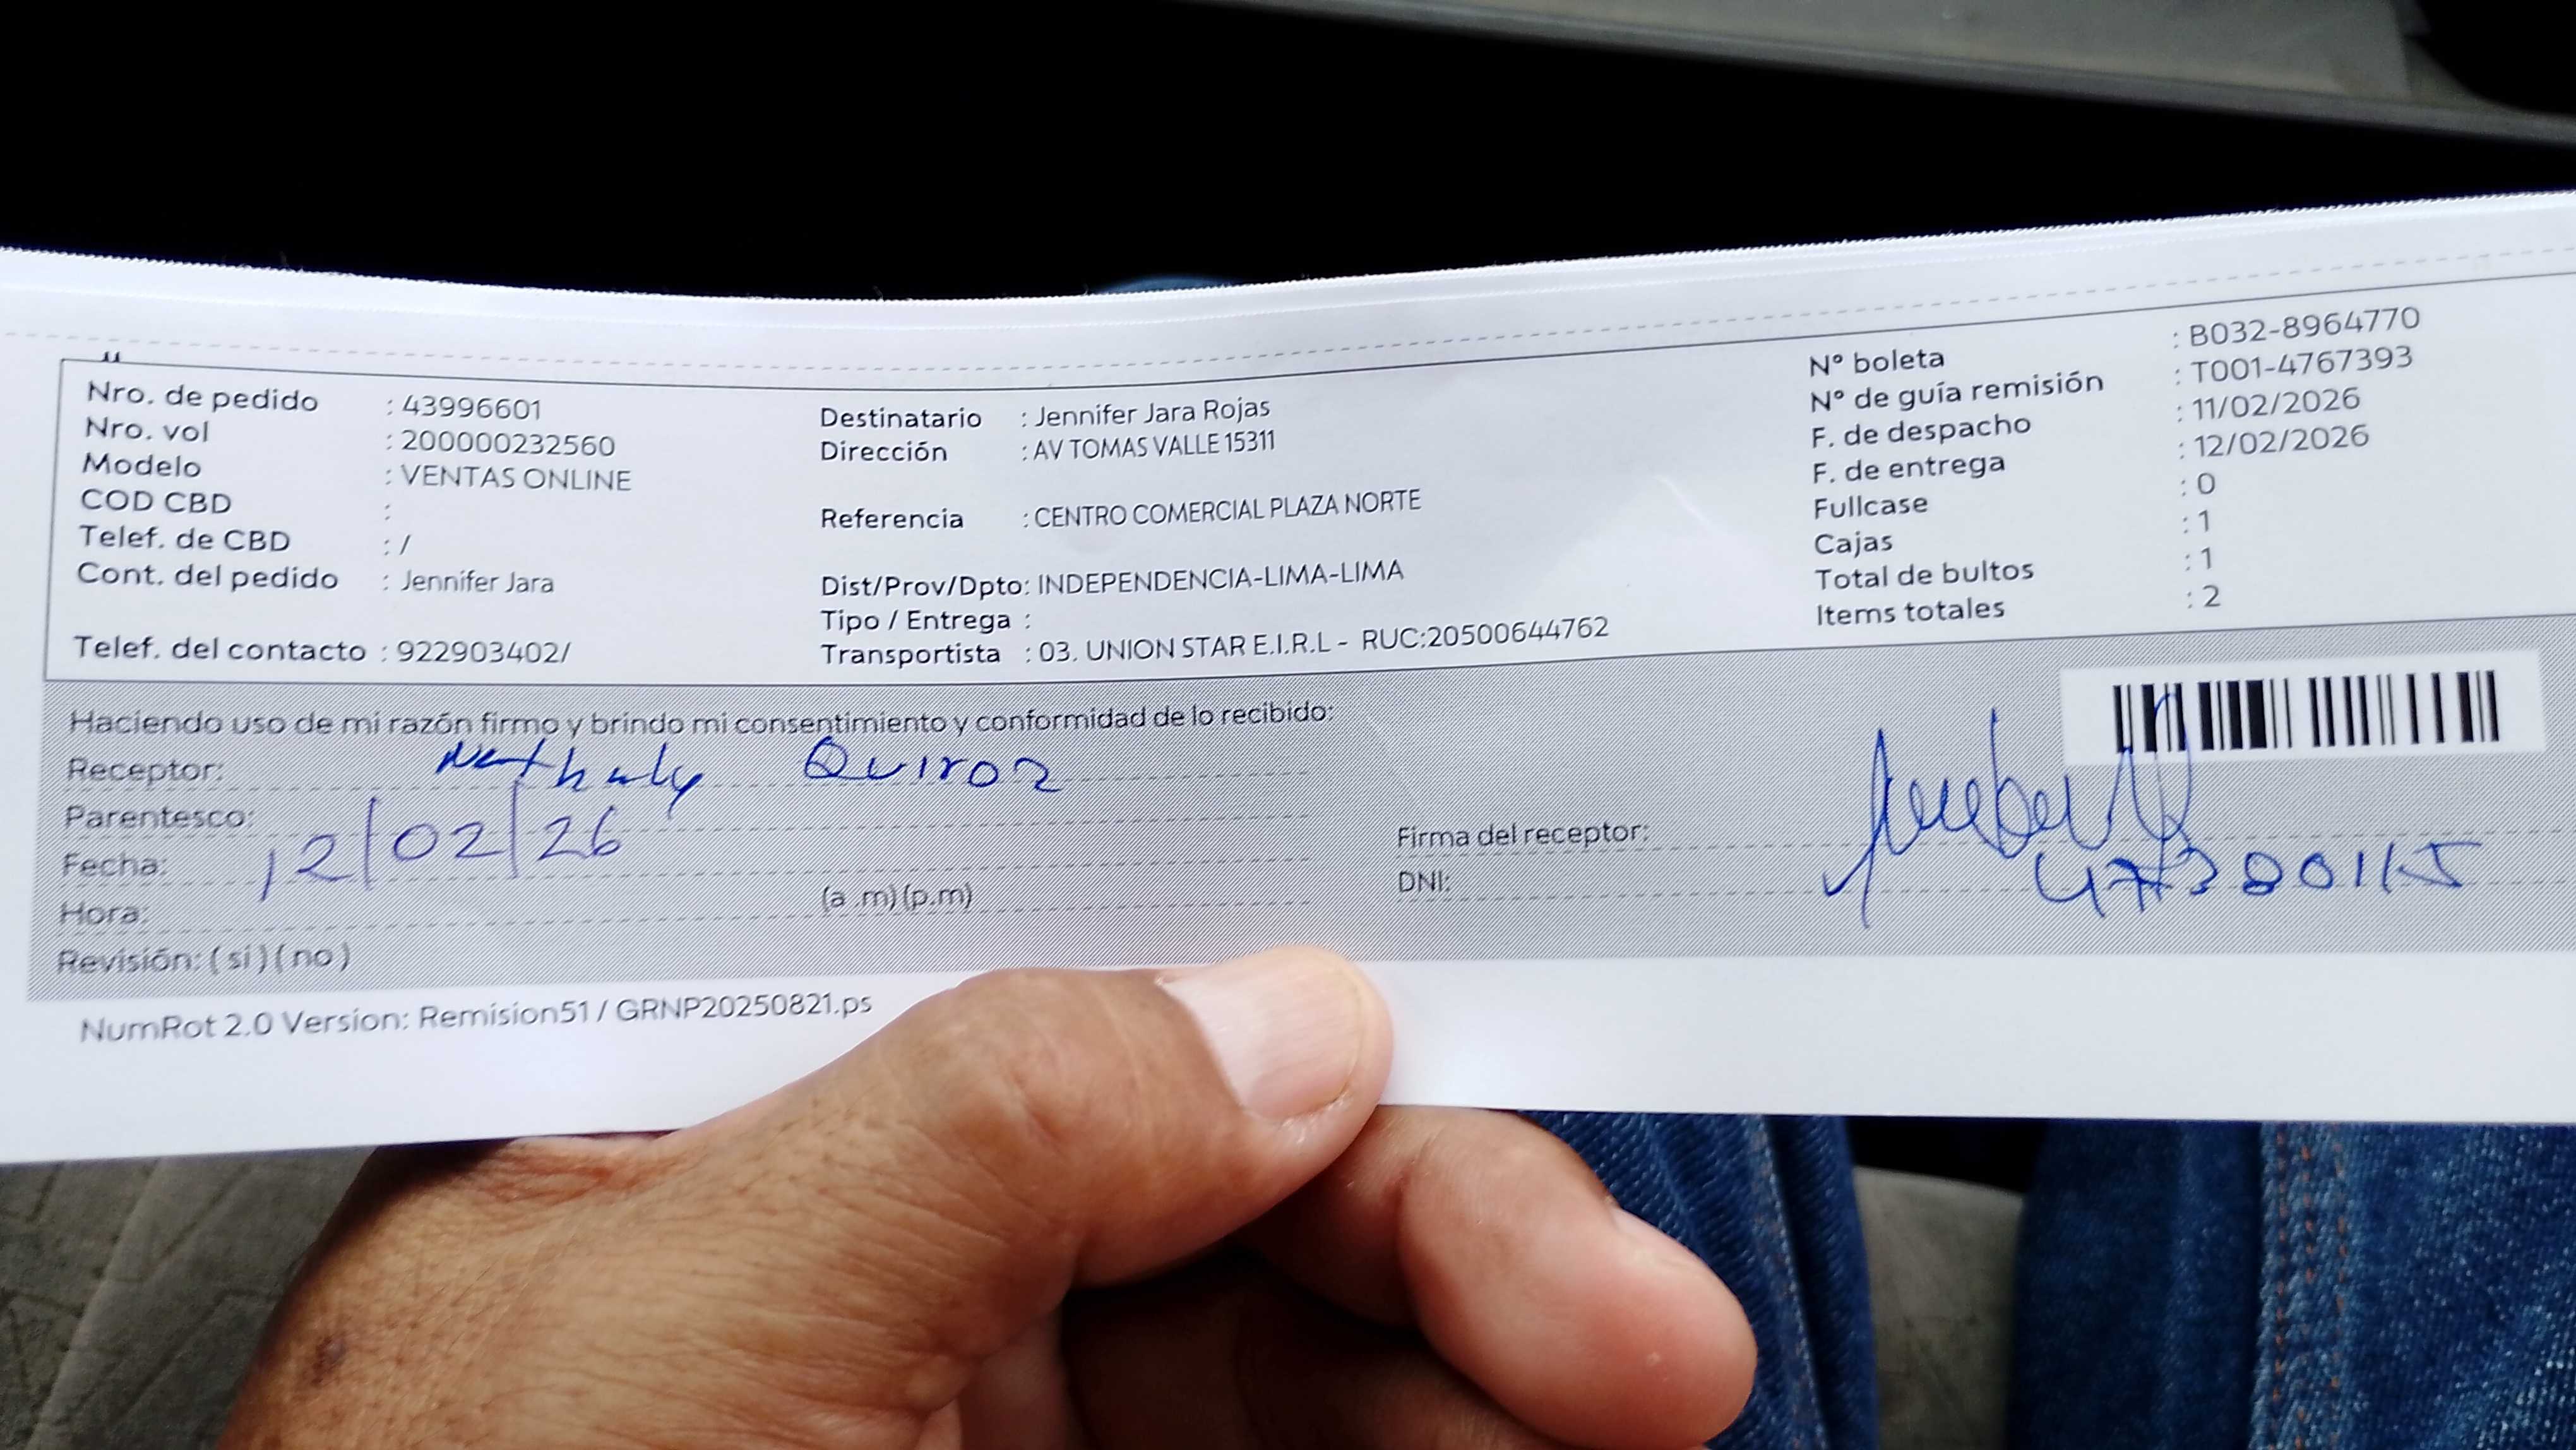 Nro. de pedido : 43996601
Nro. vol : 200000232560
Modelo : VENTAS ONLINE
COD CBD :
Telef. de CBD : /
Cont. del pedido : Jennifer Jara
Telef. del contacto : 922903402/
Destinatario : Jennifer Jara Rojas
Dirección : AV TOMAS VALLE 15311
Referencia : CENTRO COMERCIAL PLAZA NORTE
Dist/Prov/Dpto: INDEPENDENCIA-LIMA-LIMA
Tipo / Entrega :
Transportista : 03. UNION STAR E.I.R.L - RUC:20500644762
N° boleta : B032-8964770
N° de guía remisión : T001-4767393
F. de despacho : 11/02/2026
F. de entrega : 12/02/2026
Fullcase : 0
Cajas : 1
Total de bultos : 1
Items totales : 2
Haciendo uso de mi razón firmo y brindo mi consentimiento y conformidad de lo recibido:
Receptor: Nathaly Quiroz
Parentesco:
Fecha: 12/02/26
Hora: (a .m)(p.m)
Revisión: ( si ) ( no )
Firma del receptor:
DNI:
NumRot 2.0 Version: Remision51 / GRNP20250821.ps